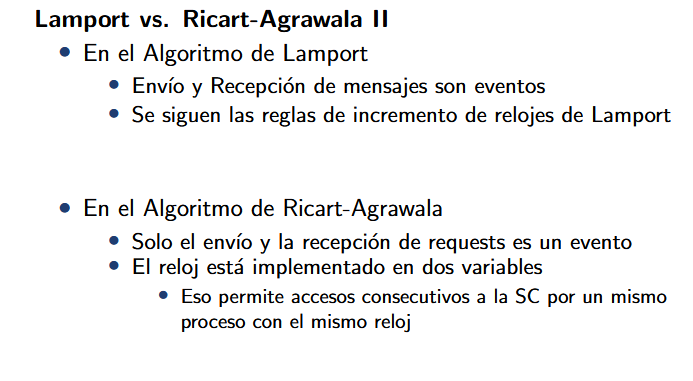 Lamport vs. Ricart-Agrawala II
En el Algoritmo de Lamport
Envío y Recepción de mensajes son eventos
Se siguen las reglas de incremento de relojes de Lamport
En el Algoritmo de Ricart-Agrawala
Solo el envío y la recepción de requests es un evento
El reloj está implementado en dos variables
Eso permite accesos consecutivos a la SC por un mismo
proceso con el mismo reloj